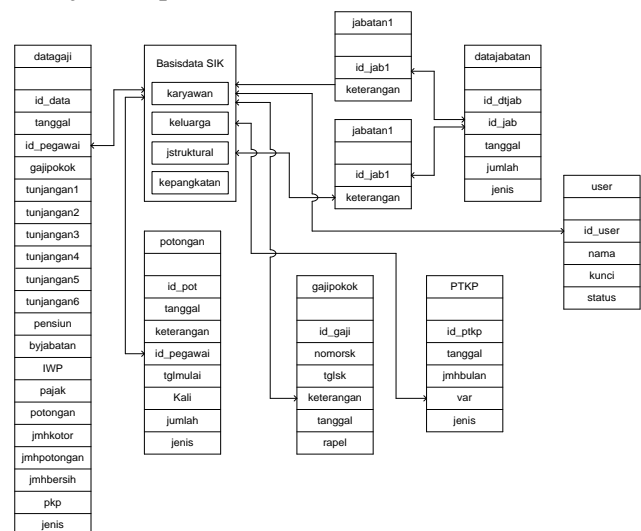 datagaji
id_data
tanggal
id_pegawai
gajipokok
tunjangan1
tunjangan2
tunjangan3
tunjangan4
tunjangan5
tunjangan6
pensiun
byjabatan
IWP
pajak
potongan
jmhkotor
jmhpotongan
jmhbersih
pkp
jenis
Basisdata SIK
karyawan
keluarga
jstruktural
kepangkatan
jabatan1
id_jab1
keterangan
jabatan1
id_jab1
keterangan
datajabatan
id_dtjab
id_jab
tanggal
jumlah
jenis
user
id_user
nama
kunci
status
potongan
id_pot
tanggal
keterangan
id_pegawai
tglmulai
Kali
jumlah
jenis
gajipokok
id_gaji
nomorsk
tglsk
keterangan
tanggal
rapel
PTKP
id_ptkp
tanggal
jmhbulan
var
jenis